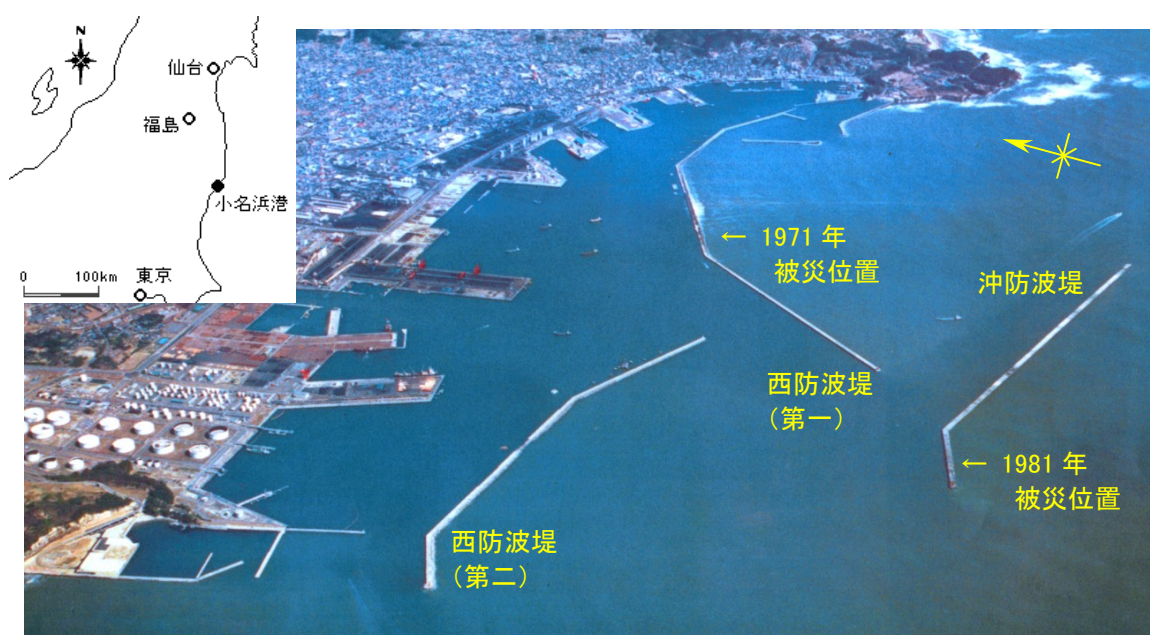 N
仙台
福島
小名浜港
0 100km
東京
← 1971 年
被災位置
沖防波堤
西防波堤
（第一）
← 1981 年
被災位置
西防波堤
（第二）